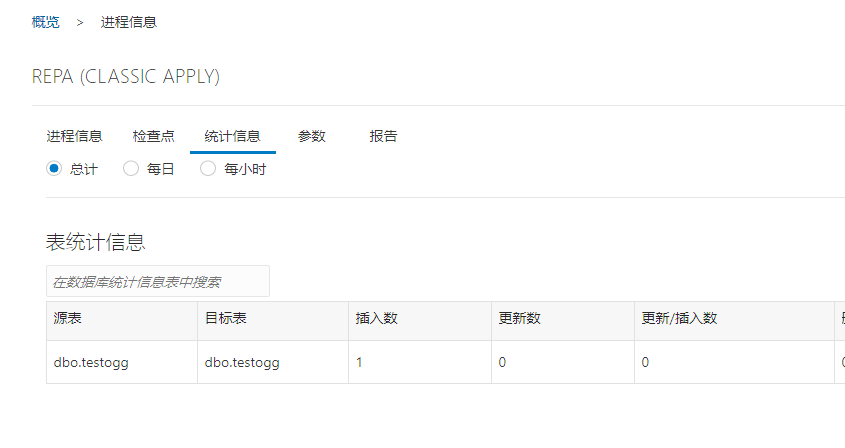 概览 > 进程信息
REPA (CLASSIC APPLY)
进程信息 检查点 统计信息 参数 报告
总计 每日 每小时
表统计信息
在数据库统计信息表中搜索
源表 目标表 插入数 更新数 更新/插入数
dbo.testogg dbo.testogg 1 0 0